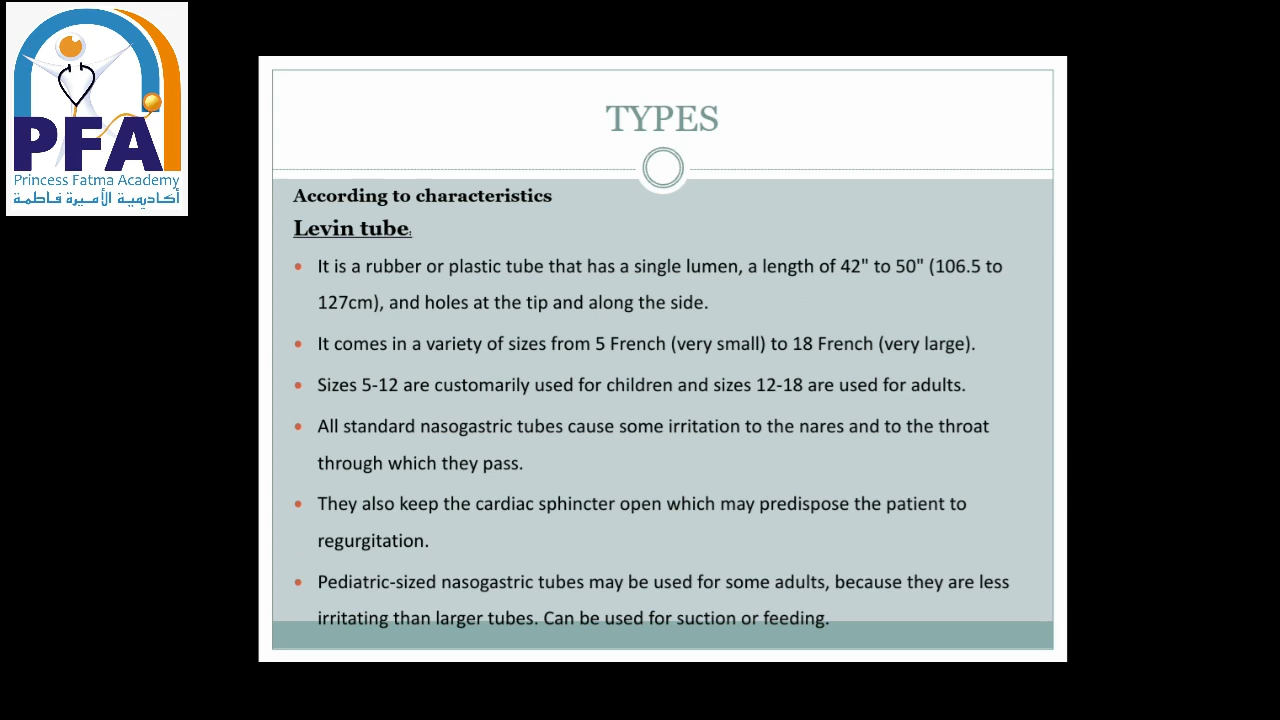 PFA
Princess Fatma Academy
أكاديمية الأميرة فاطمة
TYPES
According to characteristics
Levin tube:
• It is a rubber or plastic tube that has a single lumen, a length of 42" to 50" (106.5 to
127cm), and holes at the tip and along the side.
• It comes in a variety of sizes from 5 French (very small) to 18 French (very large).
• Sizes 5-12 are customarily used for children and sizes 12-18 are used for adults.
• All standard nasogastric tubes cause some irritation to the nares and to the throat
through which they pass.
• They also keep the cardiac sphincter open which may predispose the patient to
regurgitation.
• Pediatric-sized nasogastric tubes may be used for some adults, because they are less
irritating than larger tubes. Can be used for suction or feeding.